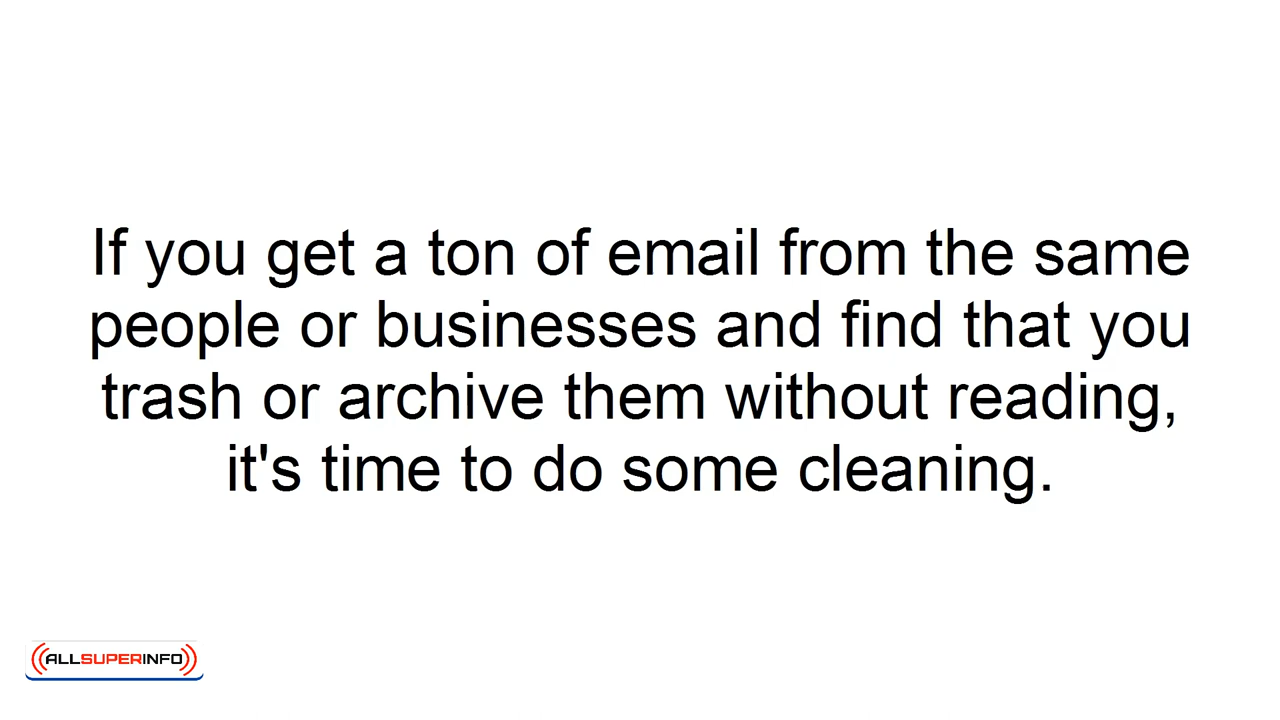 If you get a ton of email from the same
people or businesses and find that you
trash or archive them without reading,
it's time to do some cleaning.
ALLSUPERINFO